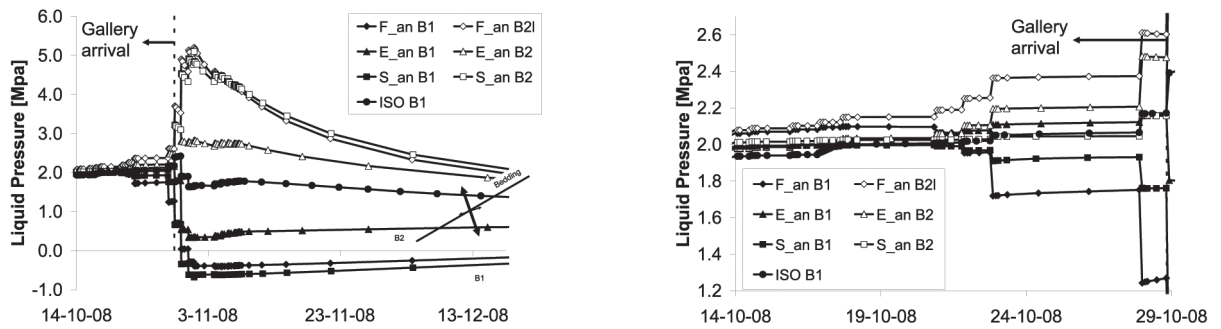 Liquid Pressure [Mpa]
6.0
5.0
4.0
3.0
2.0
1.0
0.0
-1.0
14-10-08
3-11-08
23-11-08
13-12-08
Gallery
arrival
F_an B1
F_an B2l
E_an B1
E_an B2
S_an B1
S_an B2
ISO B1
Bedding
B2
B1
Liquid Pressure [Mpa]
2.6
2.4
2.2
2.0
1.8
1.6
1.4
1.2
14-10-08
19-10-08
24-10-08
29-10-08
Gallery
arrival
F_an B1
F_an B2l
E_an B1
E_an B2
S_an B1
S_an B2
ISO B1